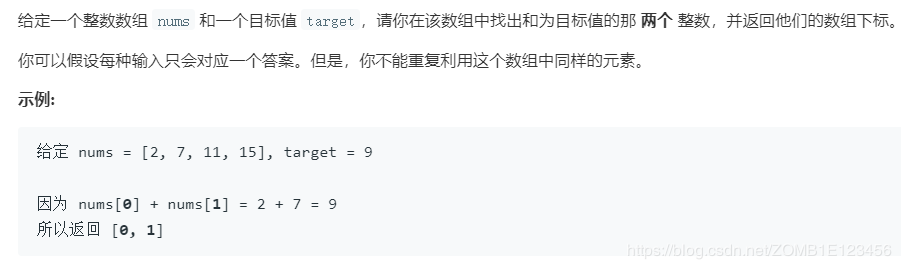 给定一个整数数组 nums 和一个目标值 target，请你在该数组中找出和为目标值的那 两个 整数，并返回他们的数组下标。
你可以假设每种输入只会对应一个答案。但是，你不能重复利用这个数组中同样的元素。
示例:
给定 nums = [2, 7, 11, 15], target = 9
因为 nums[0] + nums[1] = 2 + 7 = 9
所以返回 [0, 1]
https://blog.csdn.net/ZOMB1E123456